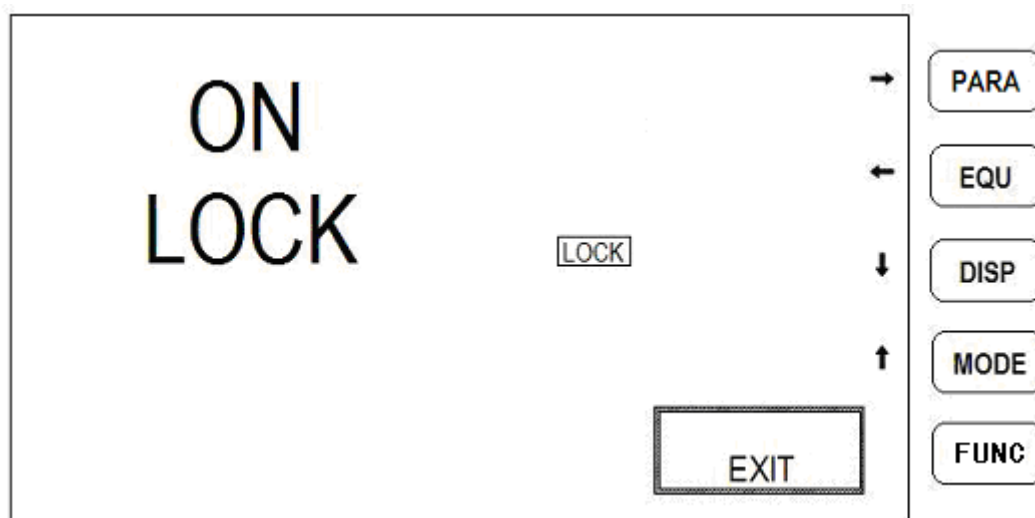 ON
LOCK
LOCK
EXIT
→
←
↓
↑
PARA
EQU
DISP
MODE
FUNC